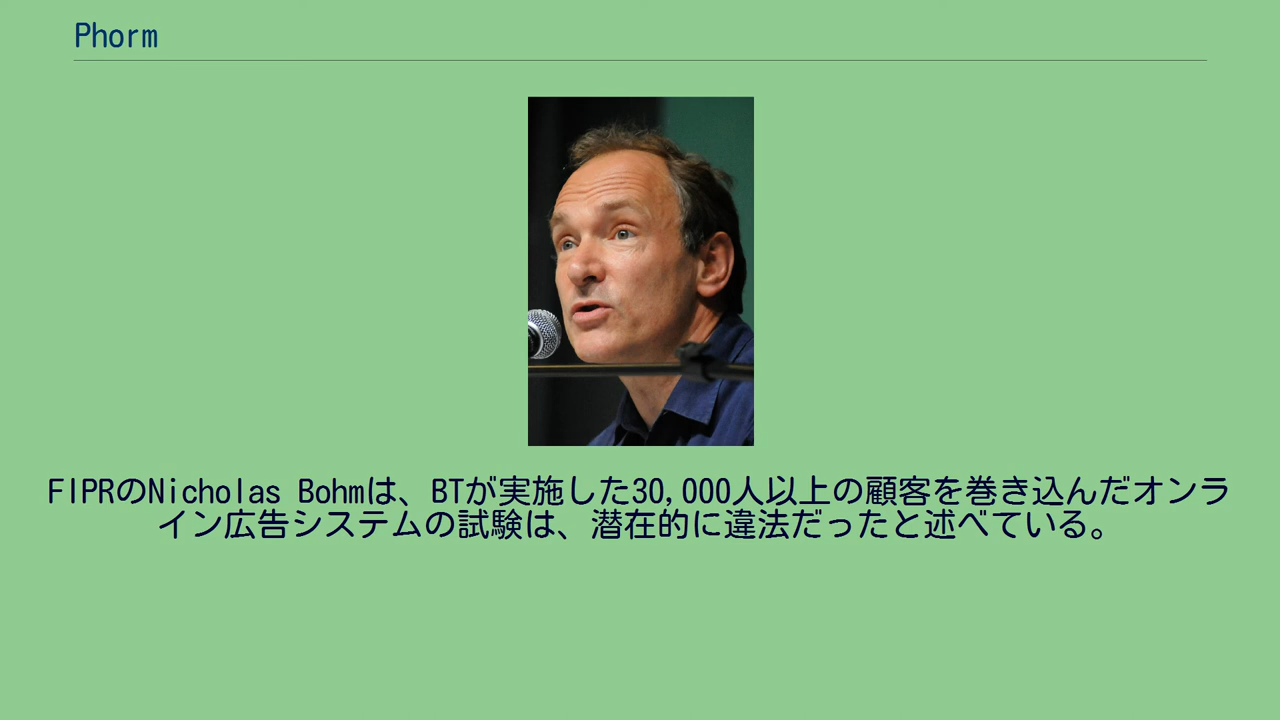 Phorm
FIPRのNicholas Bohmは、BTが実施した30,000人以上の顧客を巻き込んだオンラ
イン広告システムの試験は、潜在的に違法だったと述べている。